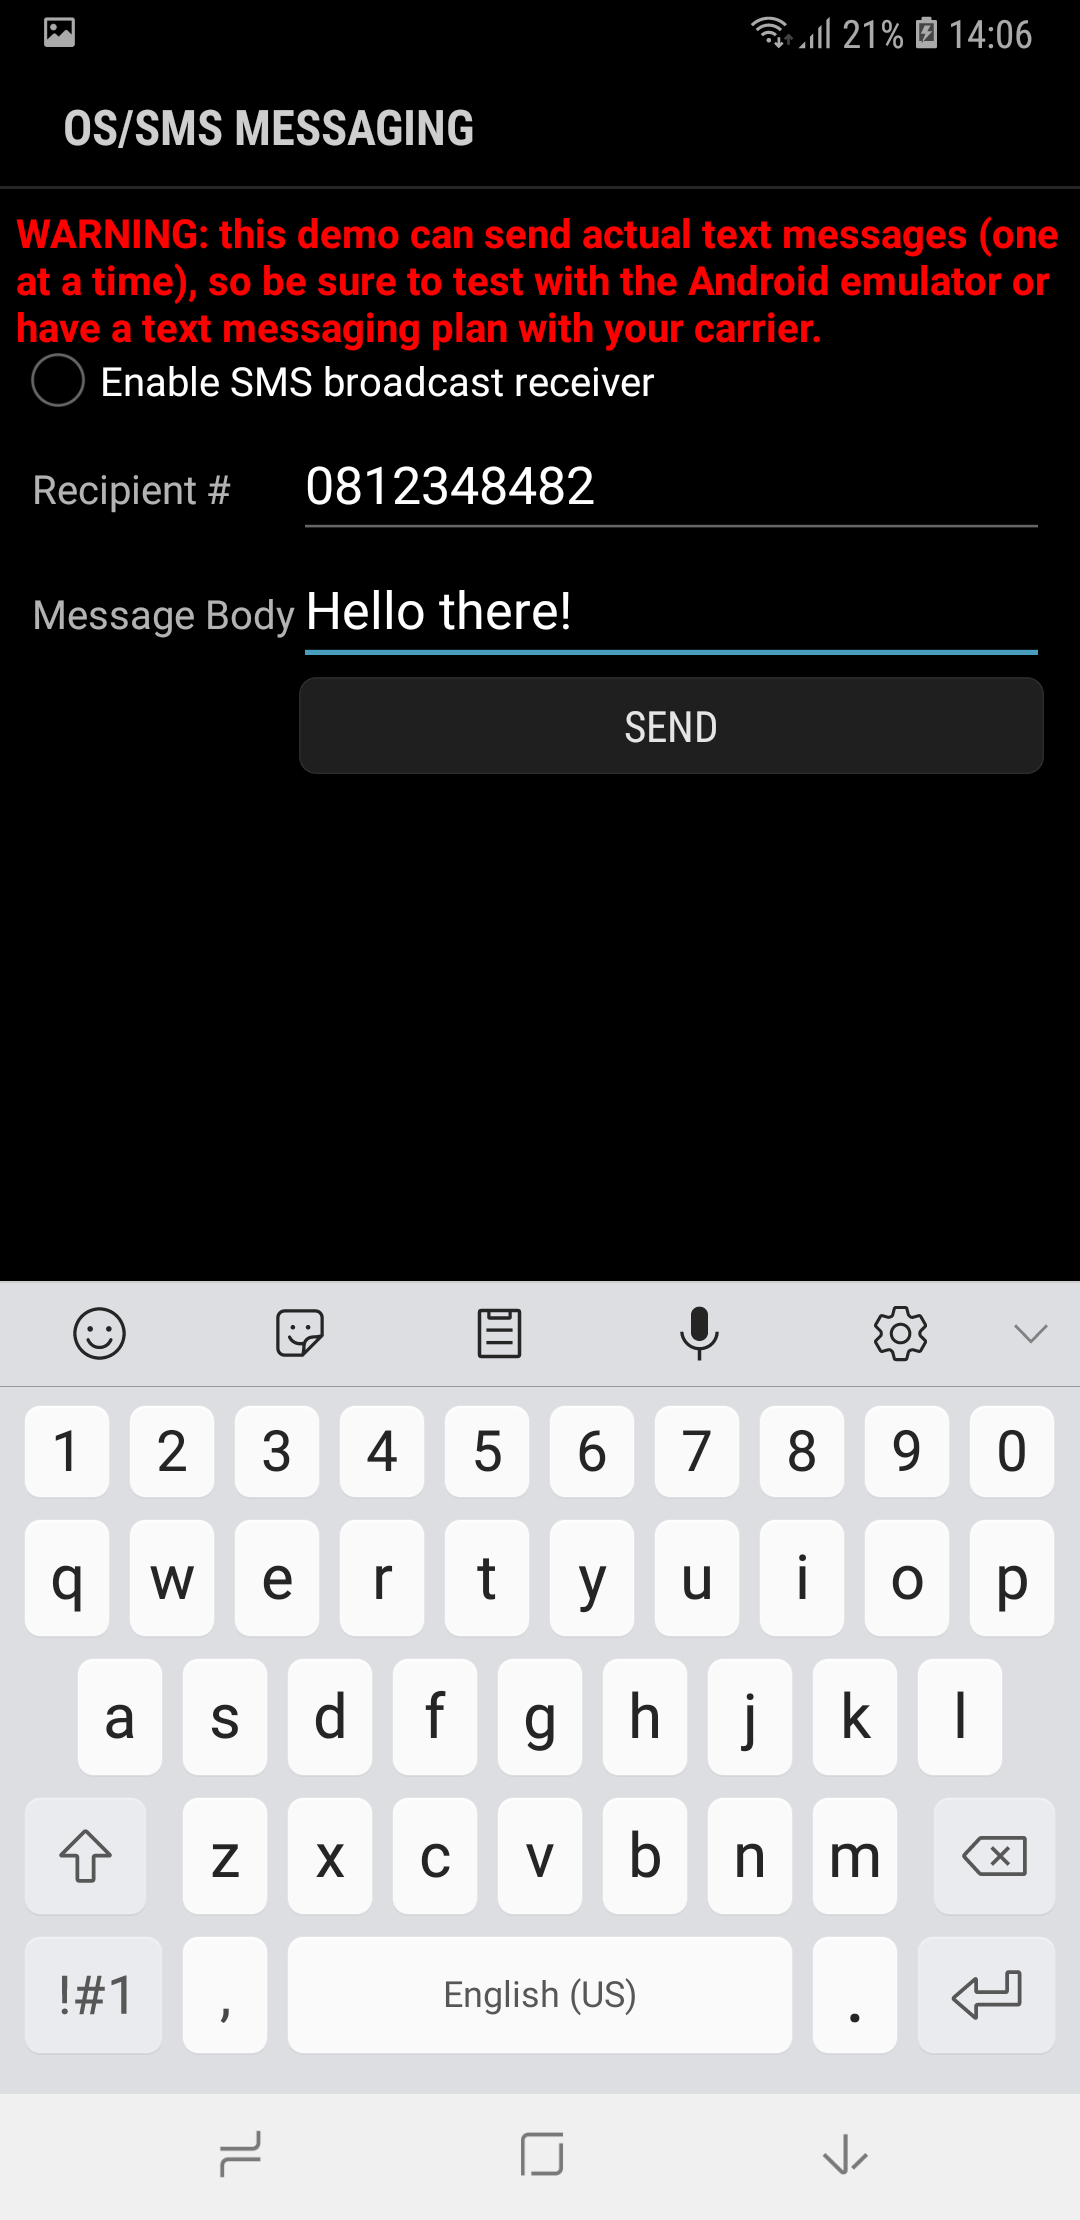 21% 14:06
OS/SMS MESSAGING
WARNING: this demo can send actual text messages (one
at a time), so be sure to test with the Android emulator or
have a text messaging plan with your carrier.
Enable SMS broadcast receiver
Recipient # 0812348482
Message Body Hello there!
SEND
1 2 3 4 5 6 7 8 9 0
q w e r t y u i o p
a s d f g h j k l
z x c v b n m
!#1 , English (US) .